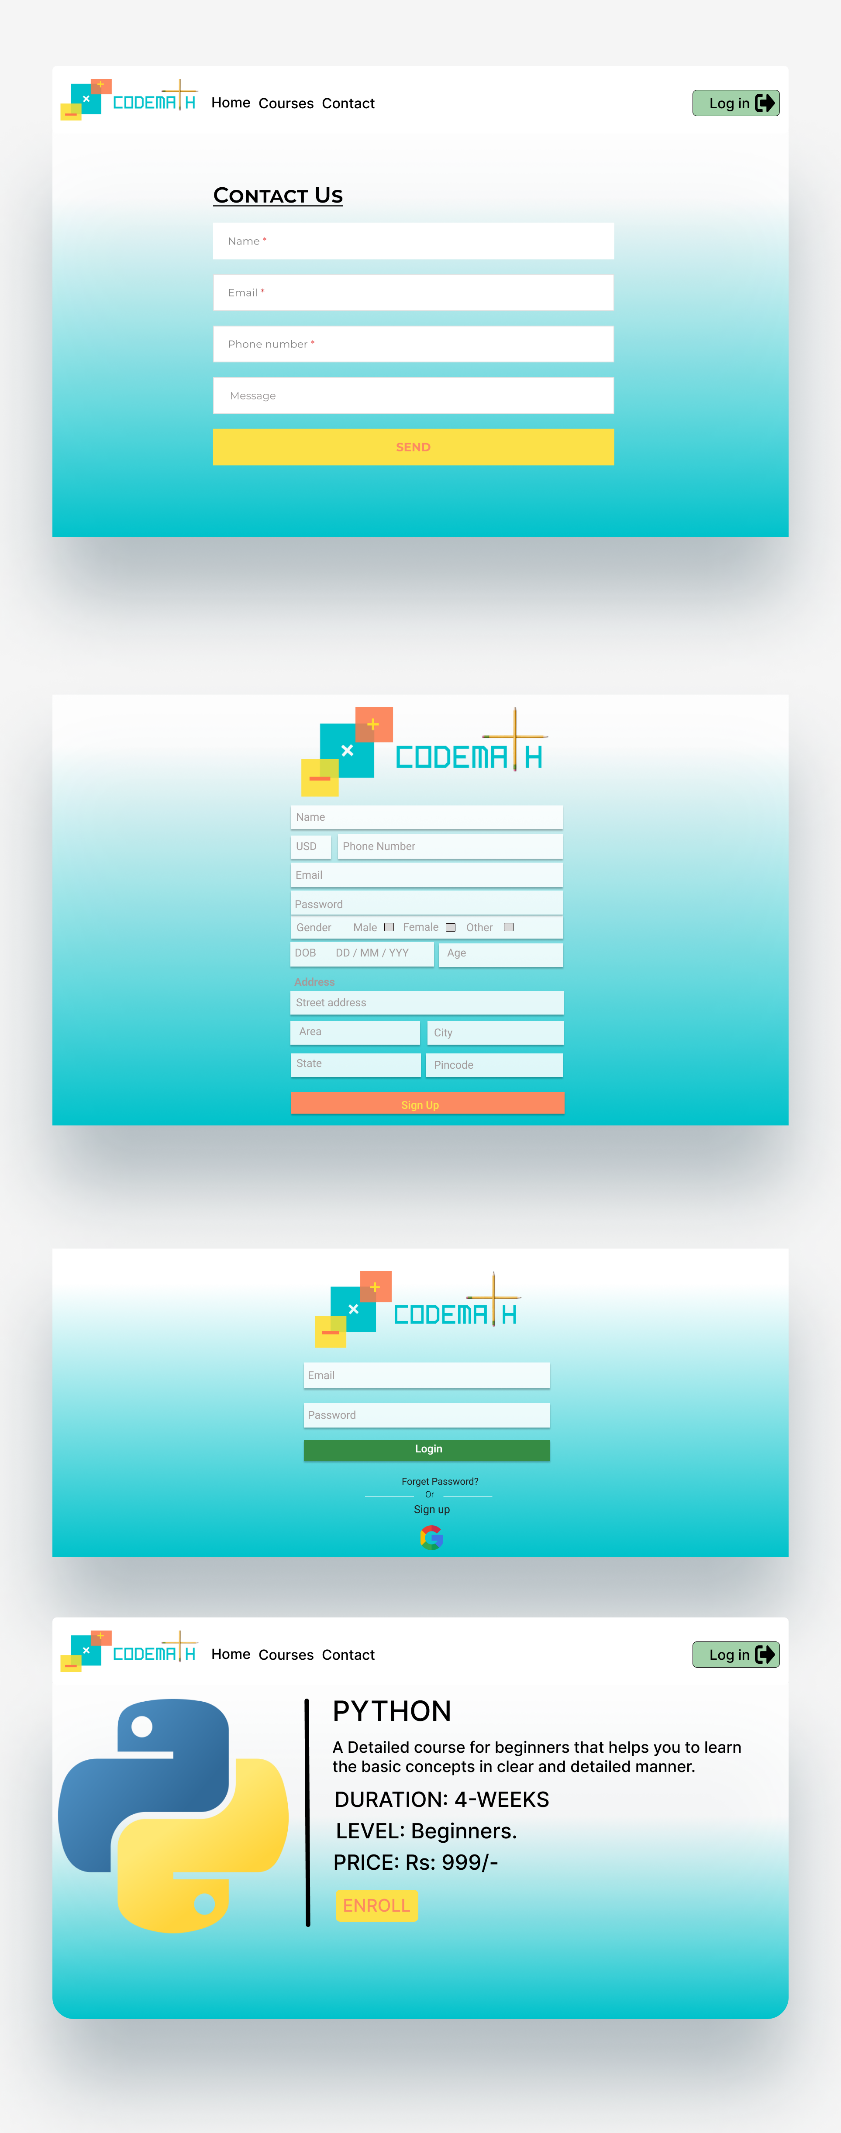 +
×
CODEMATH Home Courses Contact Log in
CONTACT US
Name *
Email *
Phone number *
Message
SEND
+
×
CODEMATH
Name
USD Phone Number
Email
Password
Gender Male Female Other
DOB DD / MM / YYY Age
Address
Street address
Area City
State Pincode
Sign Up
+
×
CODEMATH
Email
Password
Login
Forget Password?
Or
Sign up
G
+
×
CODEMATH Home Courses Contact Log in
PYTHON
A Detailed course for beginners that helps you to learn
the basic concepts in clear and detailed manner.
DURATION: 4-WEEKS
LEVEL: Beginners.
PRICE: Rs: 999/-
ENROLL